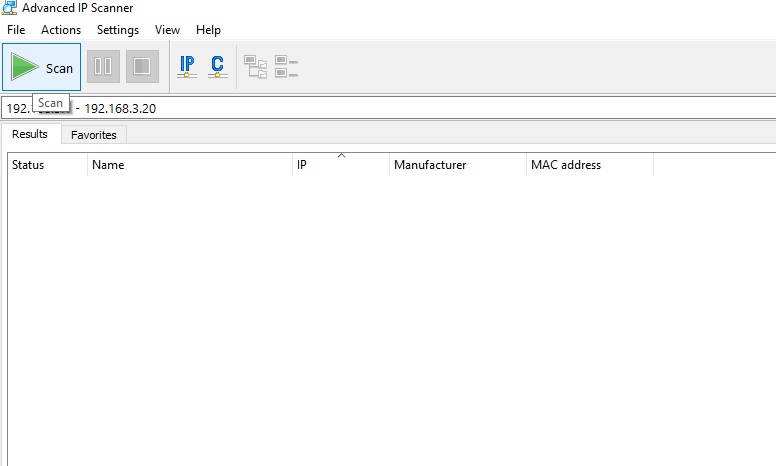 Advanced IP Scanner
File Actions Settings View Help
Scan IP C
Scan
192. - 192.168.3.20
Results Favorites
Status Name IP Manufacturer MAC address